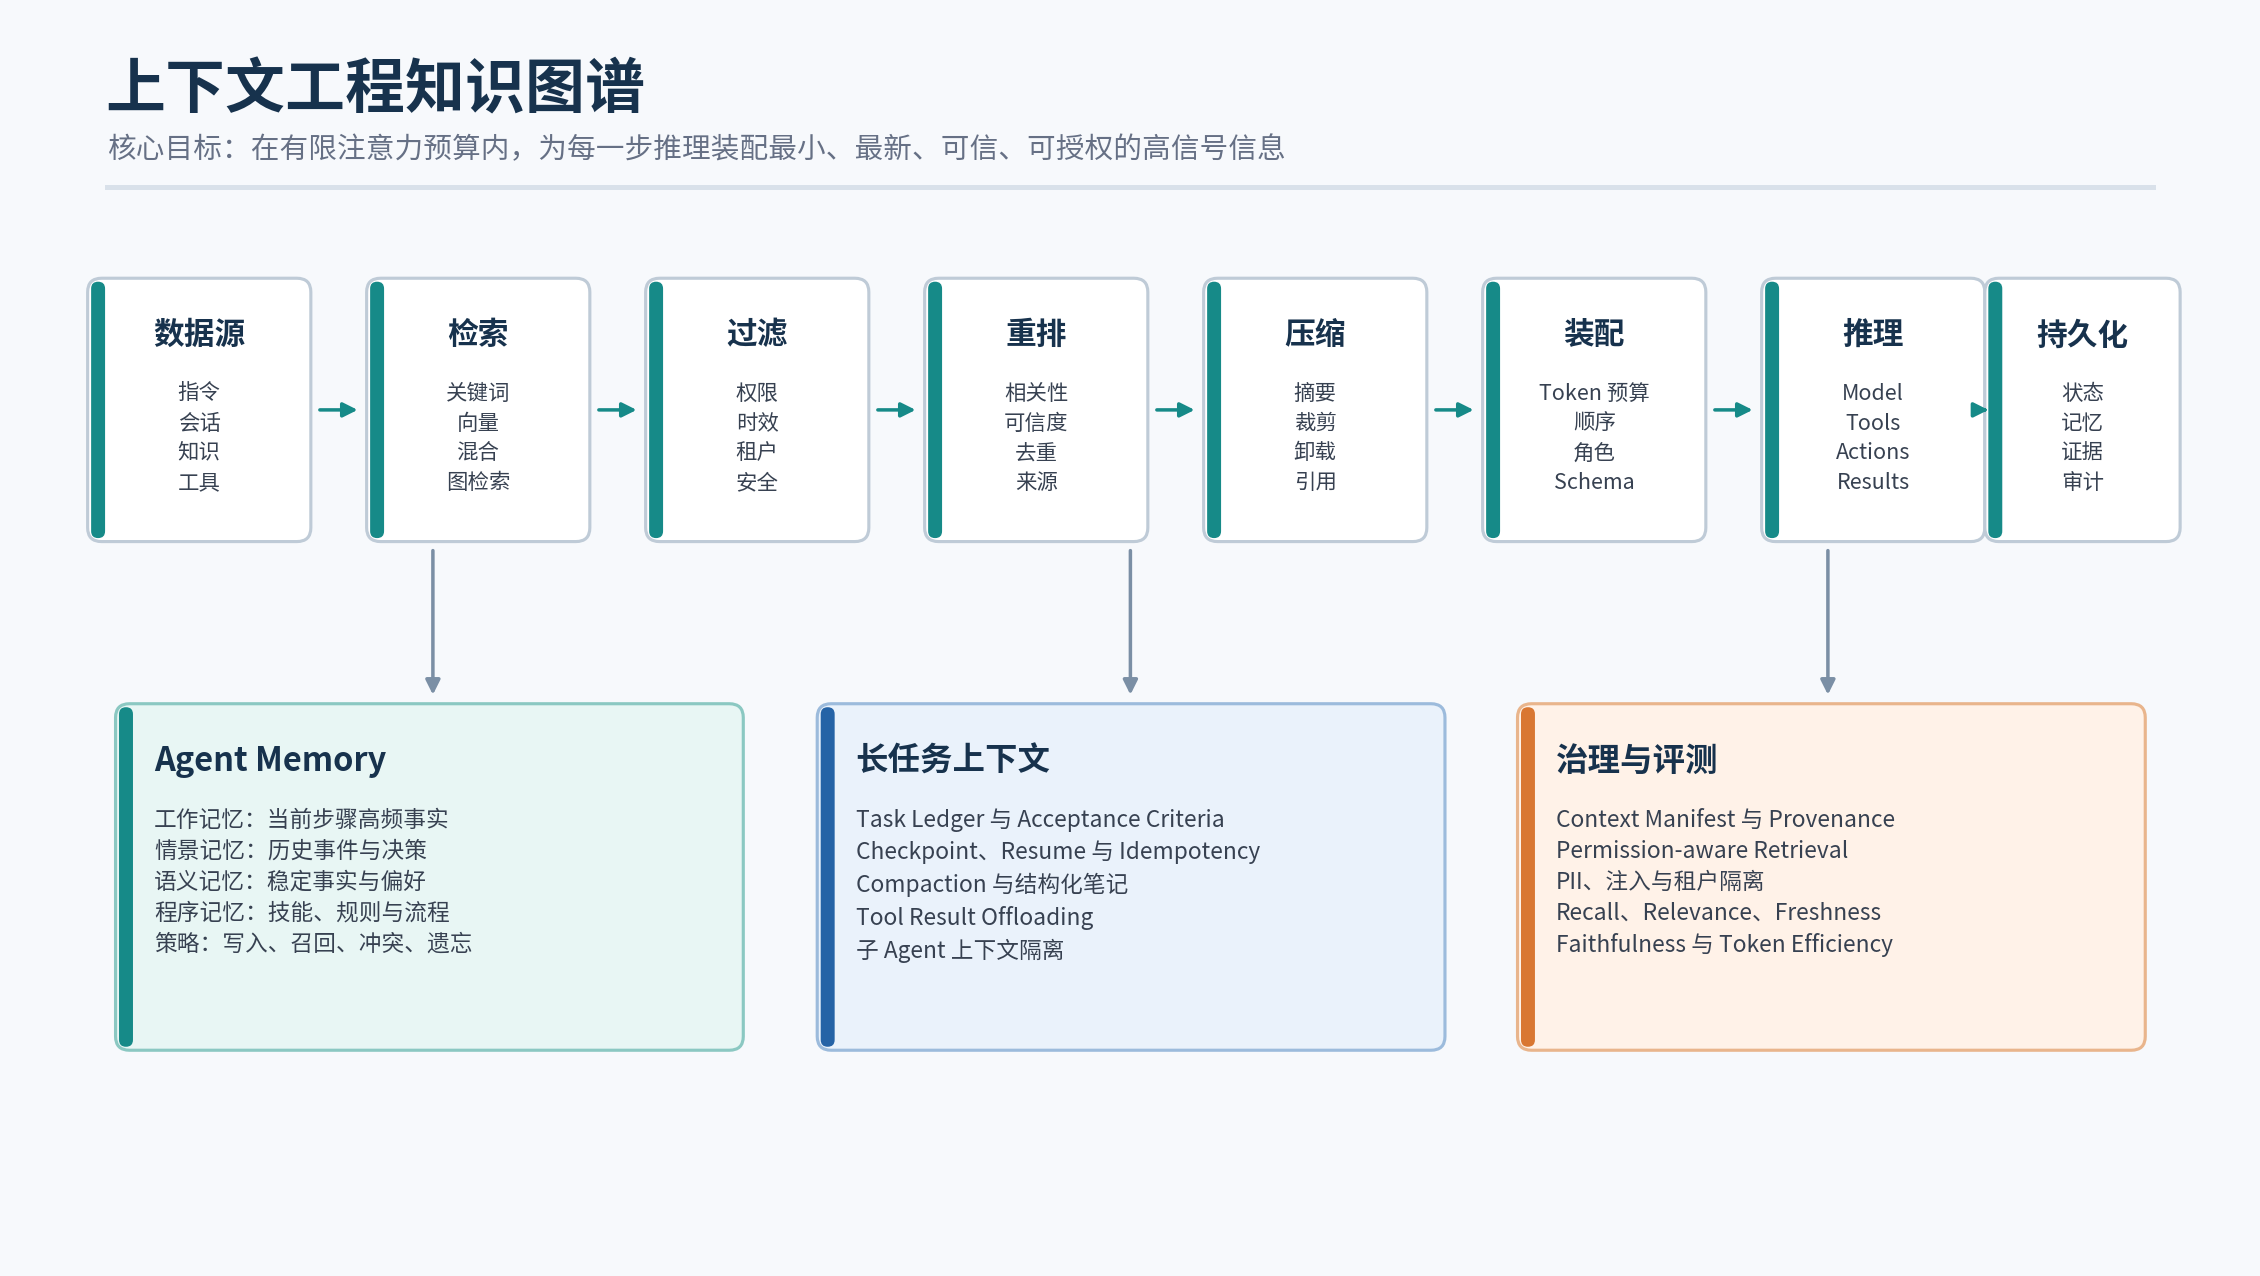 上下文工程知识图谱
核心目标：在有限注意力预算内，为每一步推理装配最小、最新、可信、可授权的高信号信息
数据源
指令
会话
知识
工具
检索
关键词
向量
混合
图检索
过滤
权限
时效
租户
安全
重排
相关性
可信度
去重
来源
压缩
摘要
裁剪
卸载
引用
装配
Token 预算
顺序
角色
Schema
推理
Model
Tools
Actions
Results
持久化
状态
记忆
证据
审计
Agent Memory
工作记忆：当前步骤高频事实
情景记忆：历史事件与决策
语义记忆：稳定事实与偏好
程序记忆：技能、规则与流程
策略：写入、召回、冲突、遗忘
长任务上下文
Task Ledger 与 Acceptance Criteria
Checkpoint、Resume 与 Idempotency
Compaction 与结构化笔记
Tool Result Offloading
子 Agent 上下文隔离
治理与评测
Context Manifest 与 Provenance
Permission-aware Retrieval
PII、注入与租户隔离
Recall、Relevance、Freshness
Faithfulness 与 Token Efficiency